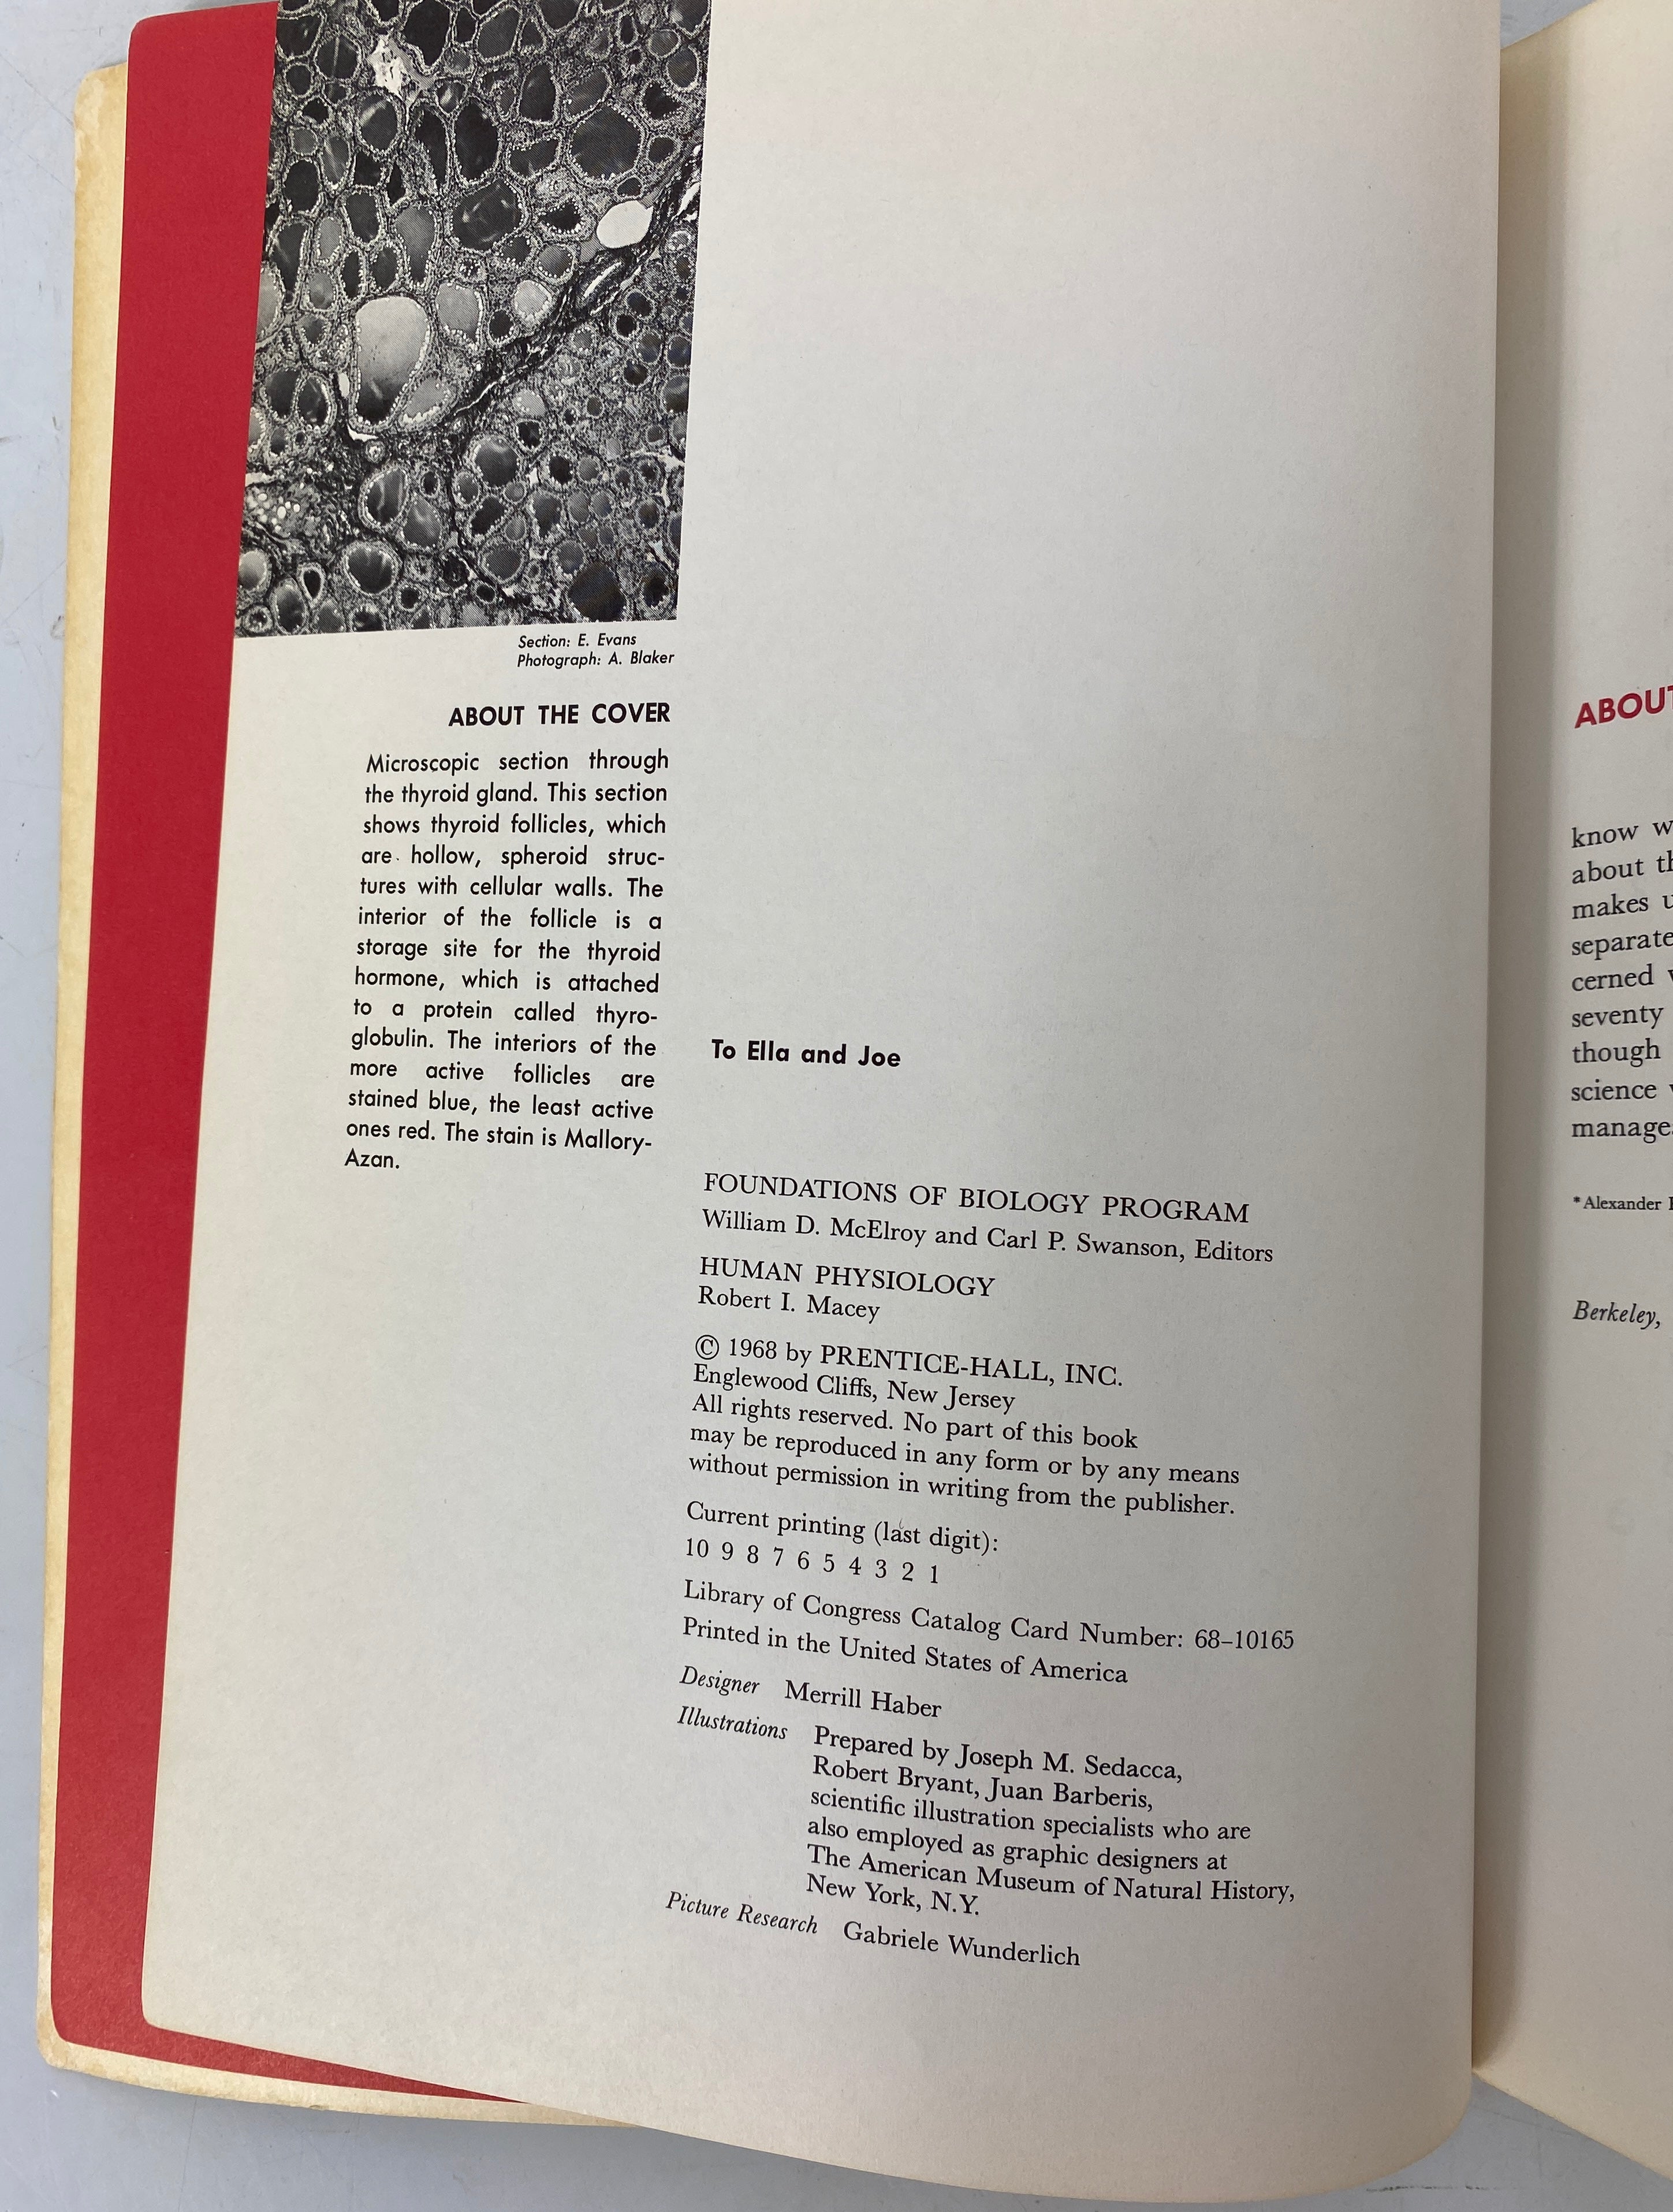 Section: E. Evans
Photograph: A. Blaker
ABOUT THE COVER
Microscopic section through
the thyroid gland. This section
shows thyroid follicles, which
are hollow, spheroid struc-
tures with cellular walls. The
interior of the follicle is a
storage site for the thyroid
hormone, which is attached
to a protein called thyro-
globulin. The interiors of the
more active follicles are
stained blue, the least active
ones red. The stain is Mallory-
Azan.
To Ella and Joe
FOUNDATIONS OF BIOLOGY PROGRAM
William D. McElroy and Carl P. Swanson, Editors
HUMAN PHYSIOLOGY
Robert I. Macey
© 1968 by PRENTICE-HALL, INC.
Englewood Cliffs, New Jersey
All rights reserved. No part of this book
may be reproduced in any form or by any means
without permission in writing from the publisher.
Current printing (last digit):
10 9 8 7 6 5 4 3 2 1
Library of Congress Catalog Card Number: 68–10165
Printed in the United States of America
Designer Merrill Haber
Illustrations Prepared by Joseph M. Sedacca,
Robert Bryant, Juan Barberis,
scientific illustration specialists who are
also employed as graphic designers at
The American Museum of Natural History,
New York, N.Y.
Picture Research Gabriele Wunderlich
ABOUT
know
about
makes
separate
cerned
seventy
though
science
manage
*Alexander
Berkeley,